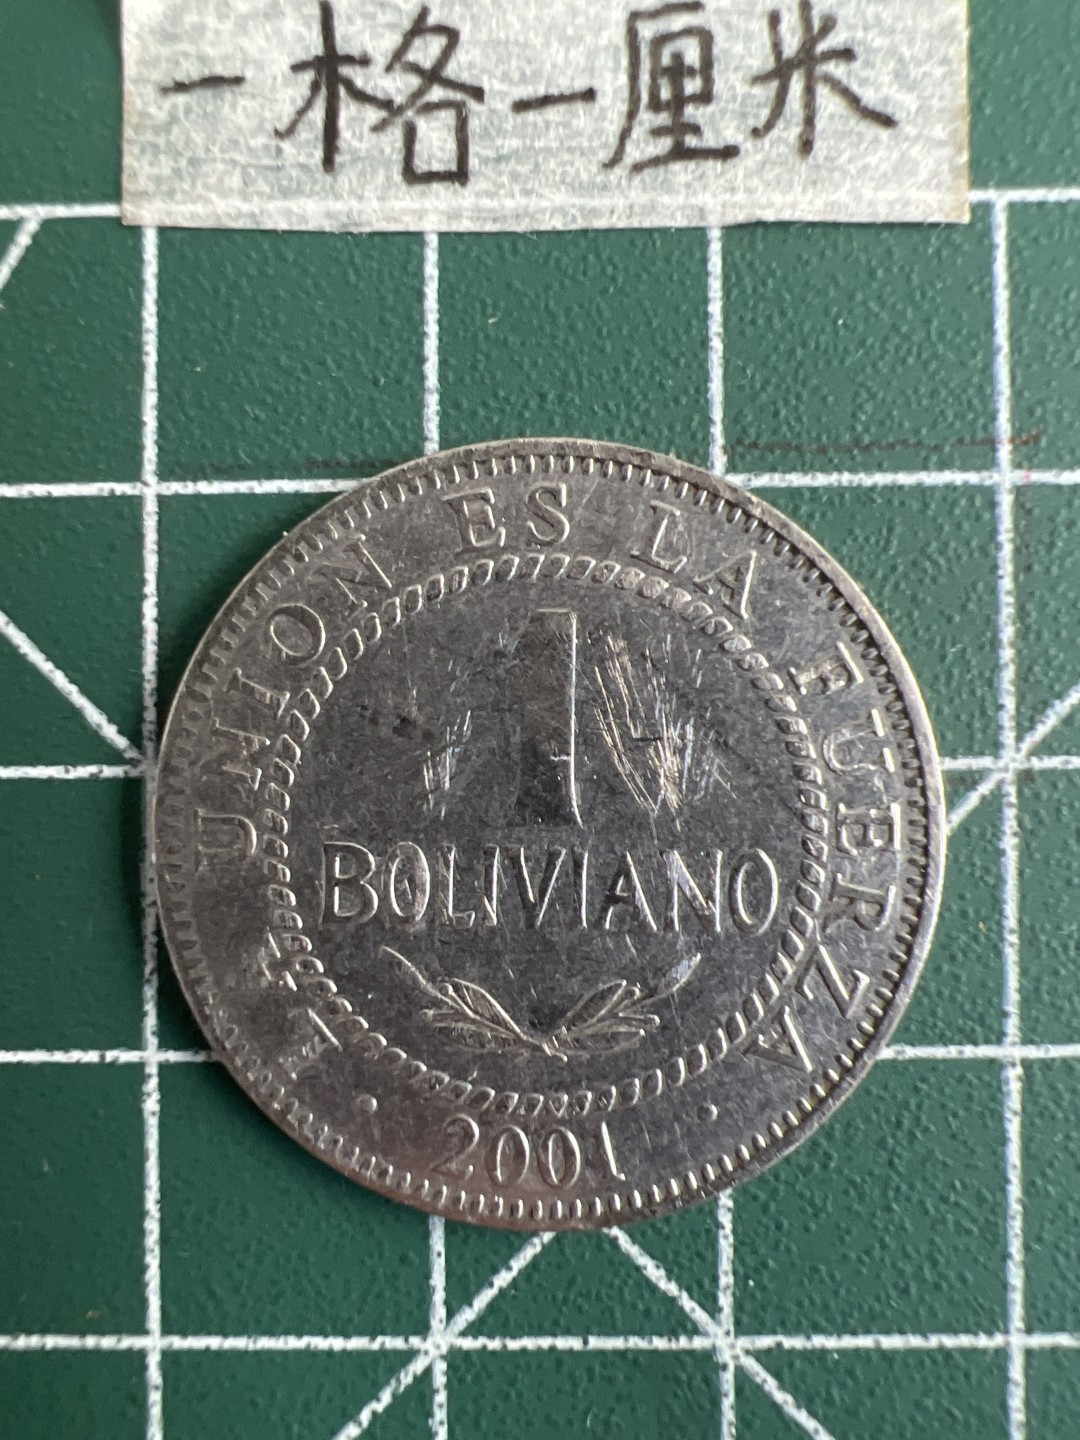 一格一厘米
LA UNION ES LA FUERZA
1
BOLIVIANO
2001